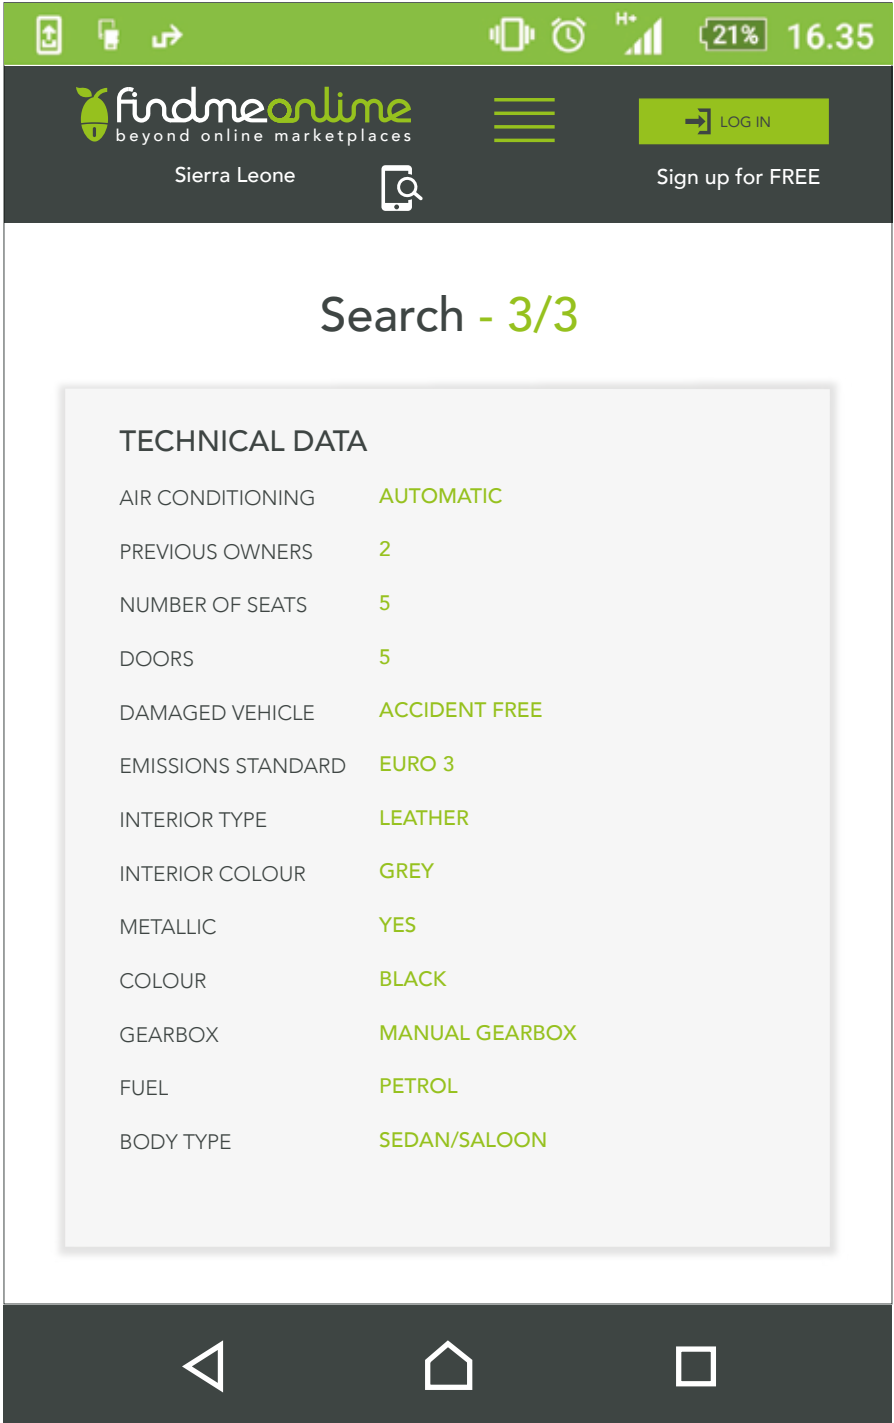 H+ 21% 16.35
findmeonlime
beyond online marketplaces
LOG IN
Sierra Leone
Sign up for FREE
Search - 3/3
TECHNICAL DATA
AIR CONDITIONING AUTOMATIC
PREVIOUS OWNERS 2
NUMBER OF SEATS 5
DOORS 5
DAMAGED VEHICLE ACCIDENT FREE
EMISSIONS STANDARD EURO 3
INTERIOR TYPE LEATHER
INTERIOR COLOUR GREY
METALLIC YES
COLOUR BLACK
GEARBOX MANUAL GEARBOX
FUEL PETROL
BODY TYPE SEDAN/SALOON